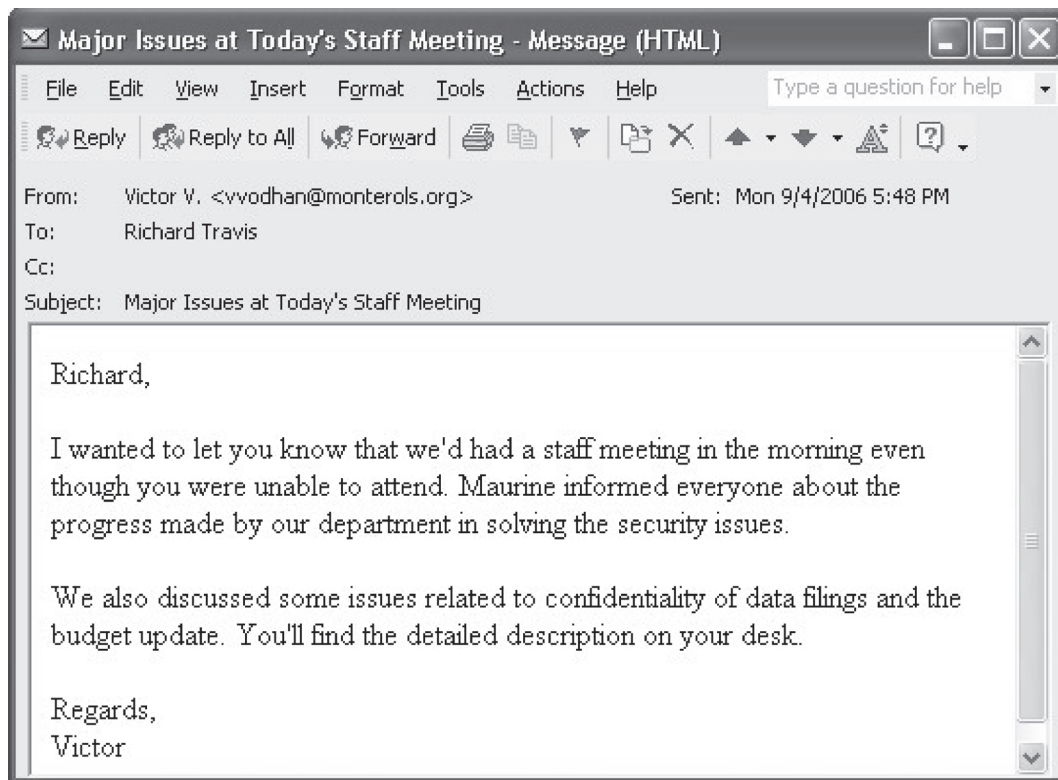 Major Issues at Today's Staff Meeting - Message (HTML)
File Edit View Insert Format Tools Actions Help Type a question for help
Reply Reply to All Forward
From: Victor V. <vvodhan@monterols.org> Sent: Mon 9/4/2006 5:48 PM
To: Richard Travis
Cc:
Subject: Major Issues at Today's Staff Meeting
Richard,
I wanted to let you know that we'd had a staff meeting in the morning even
though you were unable to attend. Maurine informed everyone about the
progress made by our department in solving the security issues.
We also discussed some issues related to confidentiality of data filings and the
budget update. You'll find the detailed description on your desk.
Regards,
Victor